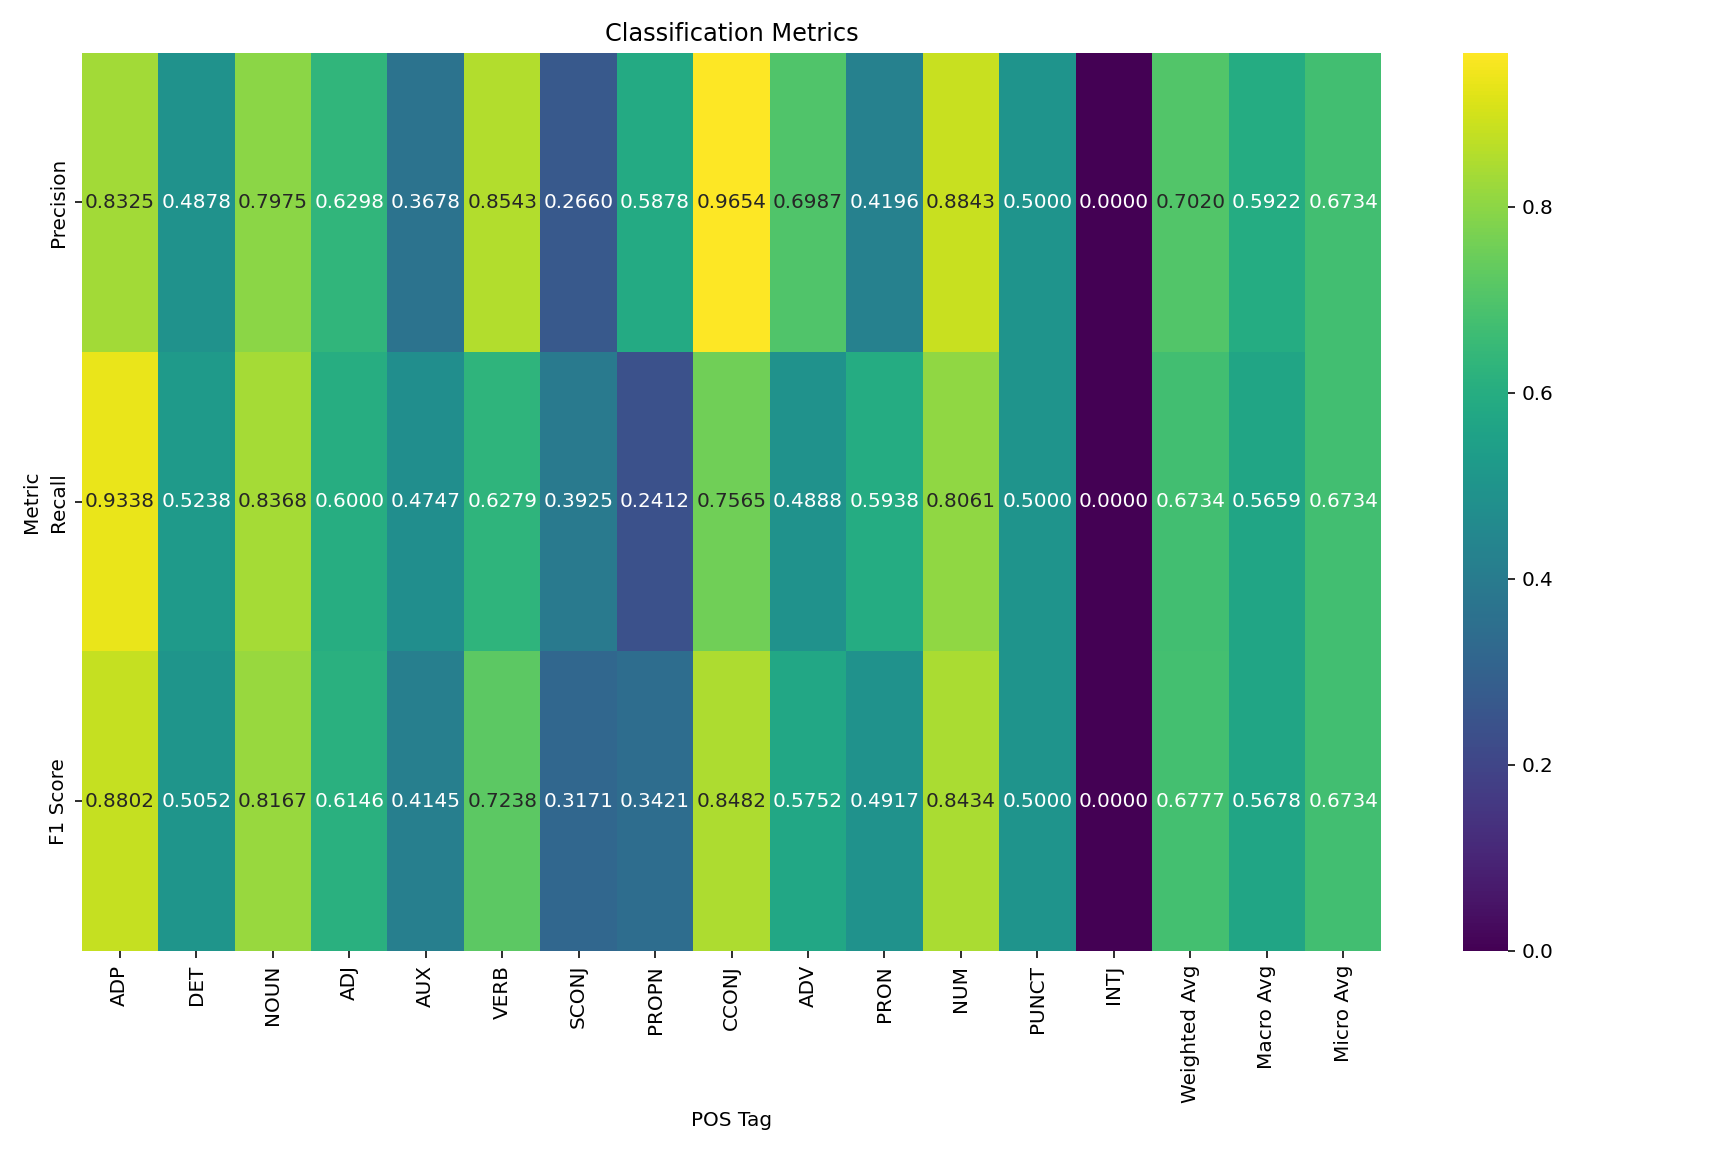 Classification Metrics
Precision 0.8325 0.4878 0.7975 0.6298 0.3678 0.8543 0.2660 0.5878 0.9654 0.6987 0.4196 0.8843 0.5000 0.0000 0.7020 0.5922 0.6734
Metric
Recall 0.9338 0.5238 0.8368 0.6000 0.4747 0.6279 0.3925 0.2412 0.7565 0.4888 0.5938 0.8061 0.5000 0.0000 0.6734 0.5659 0.6734
F1 Score 0.8802 0.5052 0.8167 0.6146 0.4145 0.7238 0.3171 0.3421 0.8482 0.5752 0.4917 0.8434 0.5000 0.0000 0.6777 0.5678 0.6734
ADP DET NOUN ADJ AUX VERB SCONJ PROPN CCONJ ADV PRON NUM PUNCT INTJ Weighted Avg Macro Avg Micro Avg
POS Tag
0.8
0.6
0.4
0.2
0.0